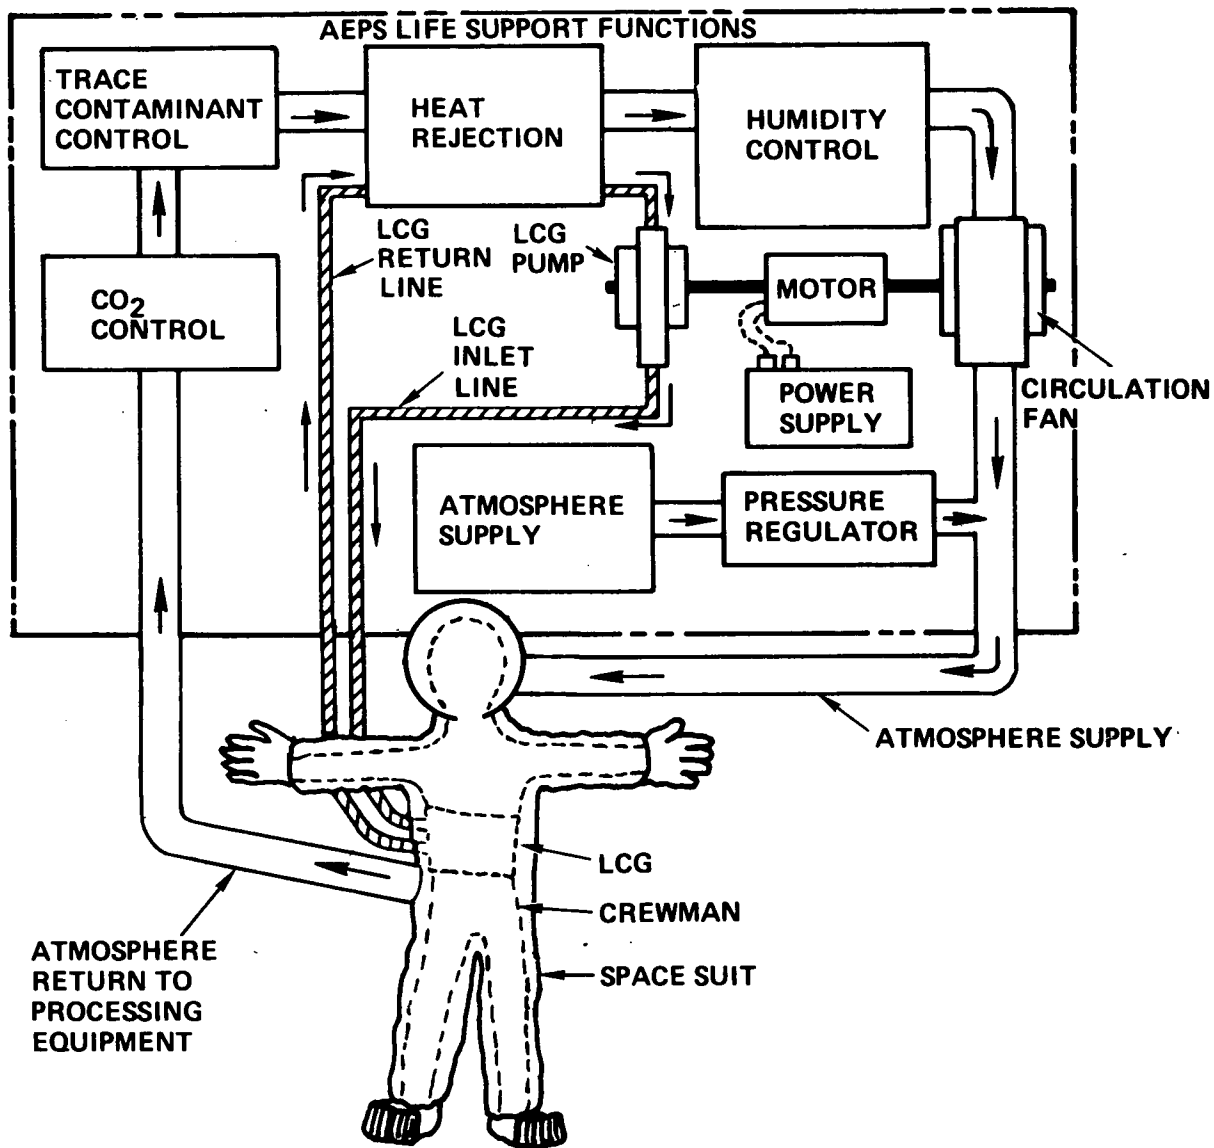 AEPS LIFE SUPPORT FUNCTIONS
TRACE
CONTAMINANT
CONTROL
HEAT
REJECTION
HUMIDITY
CONTROL
LCG
RETURN
LINE
LCG
PUMP
MOTOR
CO2
CONTROL
LCG
INLET
LINE
POWER
SUPPLY
CIRCULATION
FAN
ATMOSPHERE
SUPPLY
PRESSURE
REGULATOR
ATMOSPHERE SUPPLY
LCG
CREWMAN
SPACE SUIT
ATMOSPHERE
RETURN TO
PROCESSING
EQUIPMENT